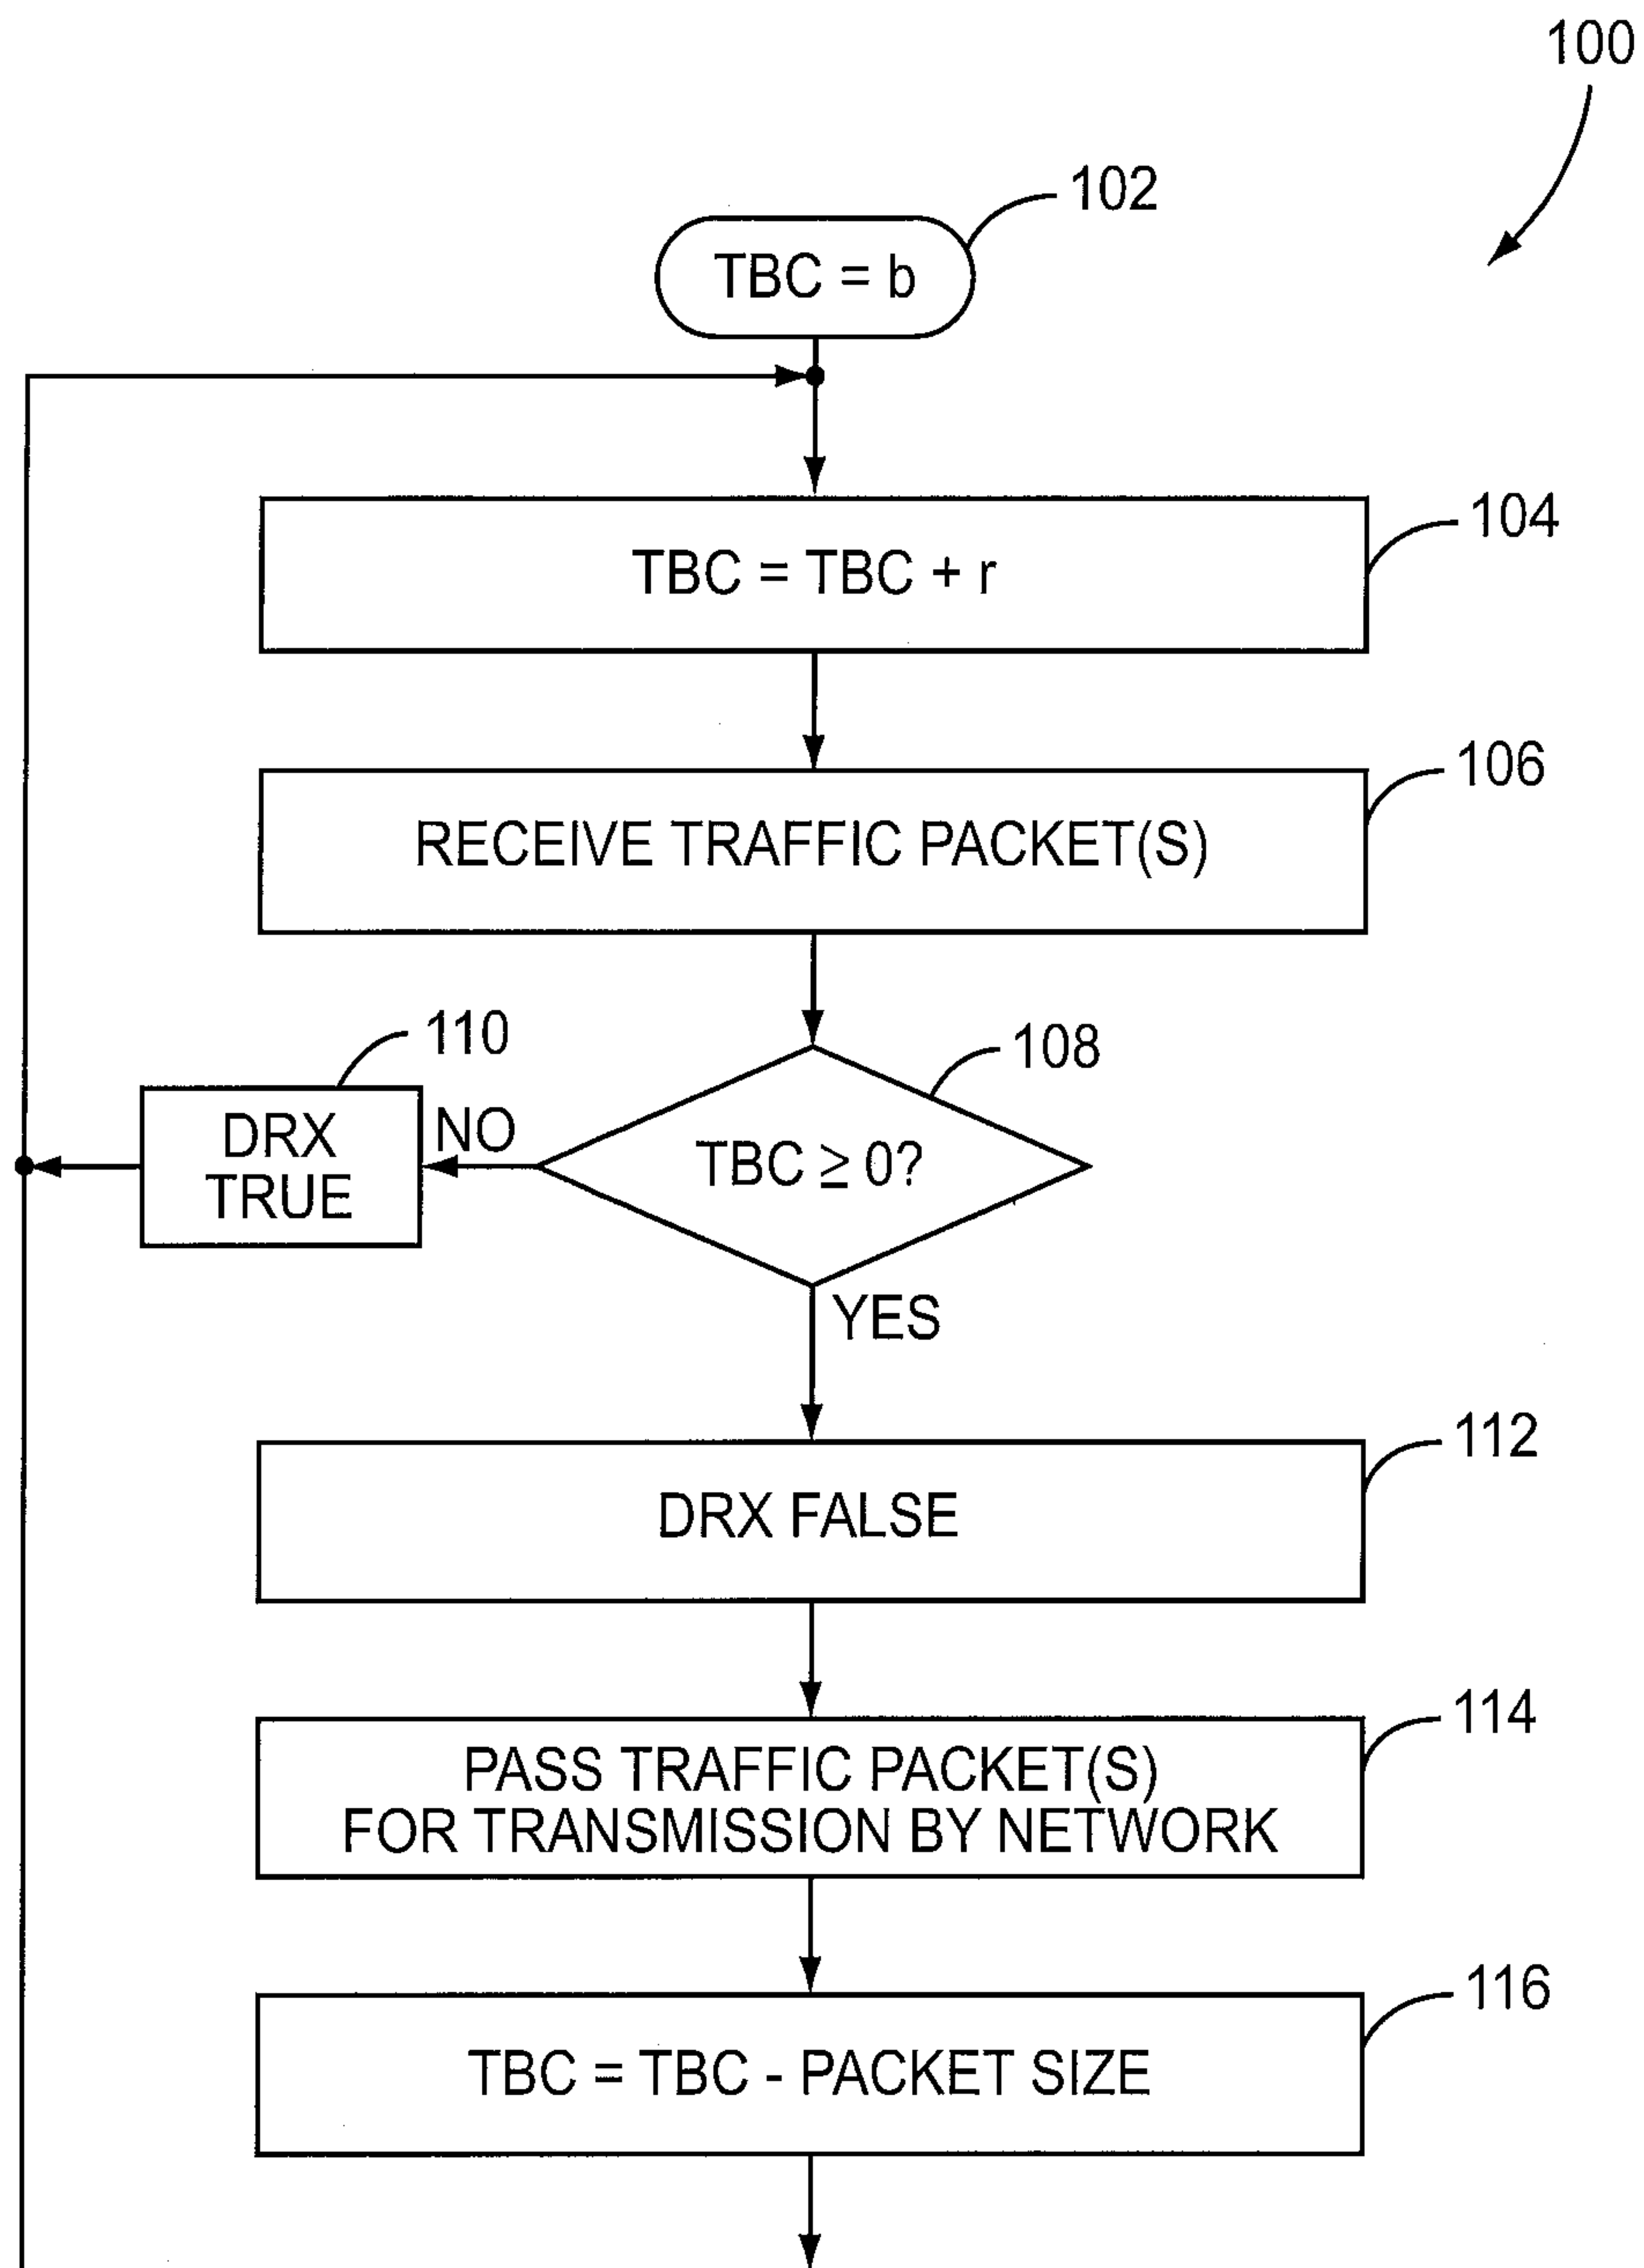 100
102
TBC = b
104
TBC = TBC + r
106
RECEIVE TRAFFIC PACKET(S)
110
108
DRX
TRUE
NO
TBC ≥ 0?
YES
112
DRX FALSE
114
PASS TRAFFIC PACKET(S)
FOR TRANSMISSION BY NETWORK
116
TBC = TBC - PACKET SIZE